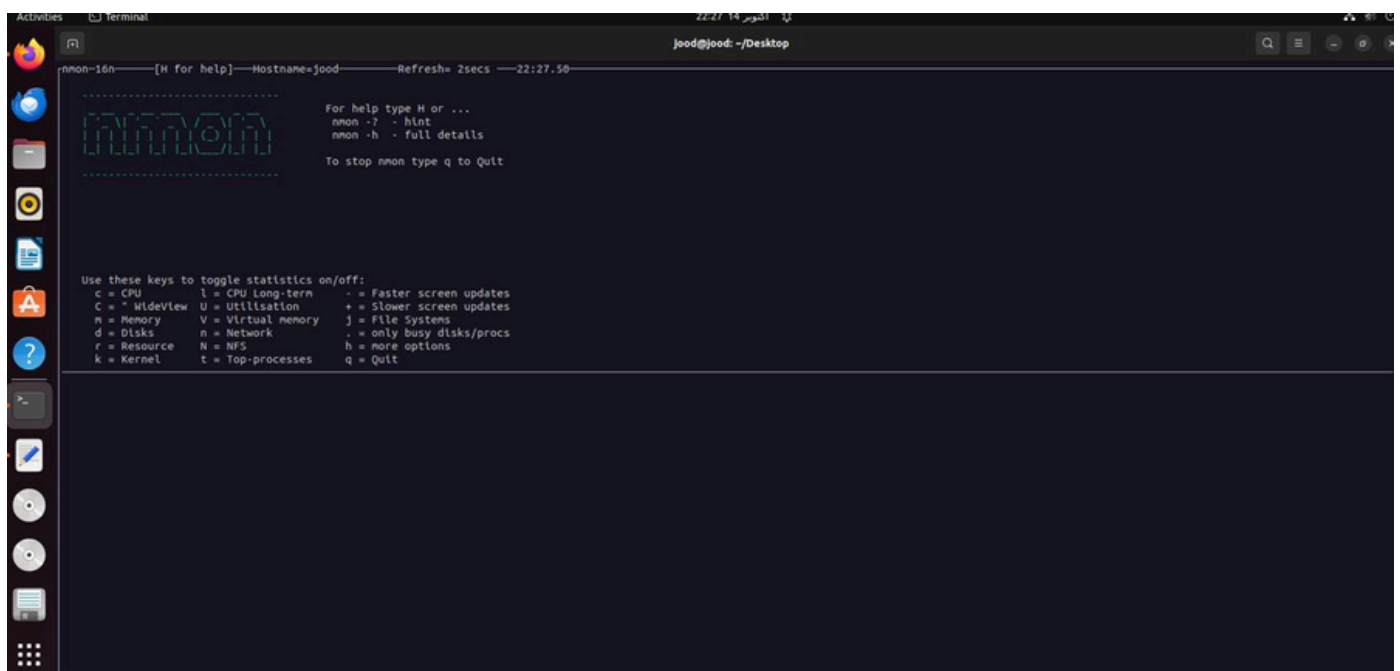 Activities Terminal 22:27 14 أكتوبر
jood@jood: ~/Desktop
nmon-16n [H for help] Hostname=jood Refresh= 2secs 22:27.50
nmon
For help type H or ...
nmon -? - hint
nmon -h - full details
To stop nmon type q to Quit
Use these keys to toggle statistics on/off:
c = CPU l = CPU Long-term - = Faster screen updates
C = " WideView U = Utilisation + = Slower screen updates
m = Memory V = Virtual memory j = File Systems
d = Disks n = Network . = only busy disks/procs
r = Resource N = NFS h = more options
k = Kernel t = Top-processes q = Quit